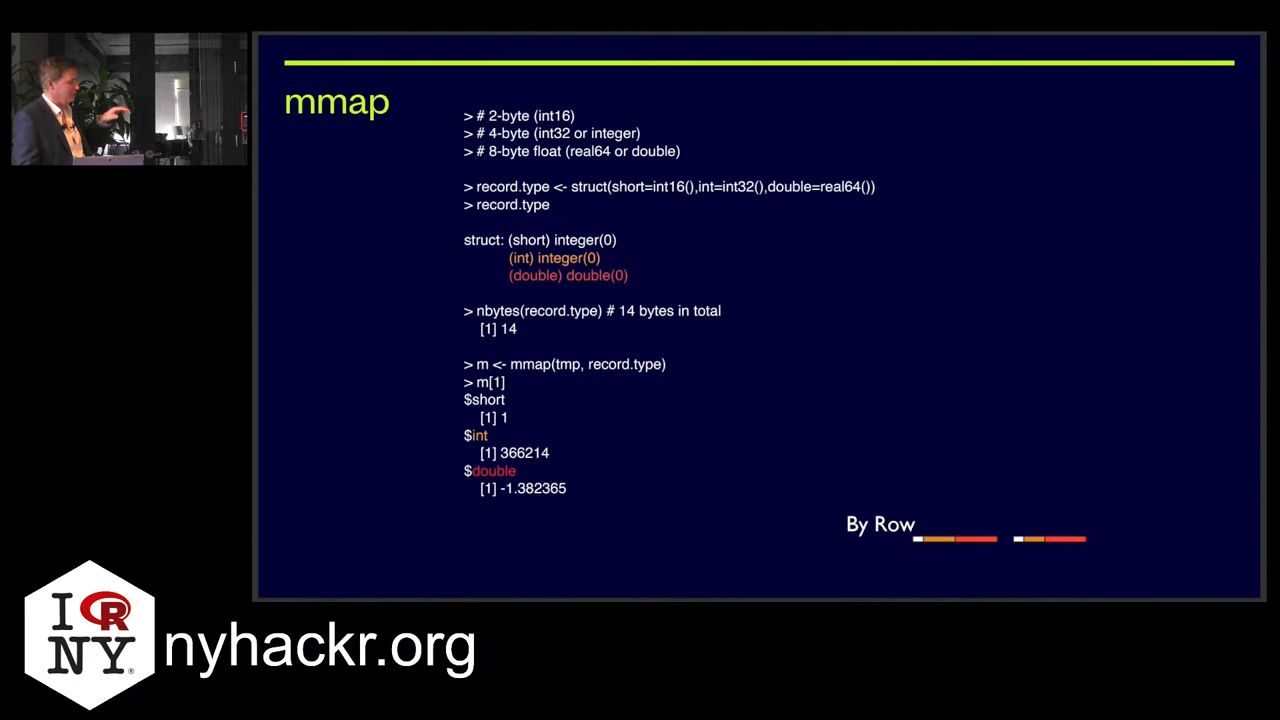 mmap
> # 2-byte (int16)
> # 4-byte (int32 or integer)
> # 8-byte float (real64 or double)
> record.type <- struct(short=int16(),int=int32(),double=real64())
> record.type
struct: (short) integer(0)
(int) integer(0)
(double) double(0)
> nbytes(record.type) # 14 bytes in total
[1] 14
> m <- mmap(tmp, record.type)
> m[1]
$short
[1] 1
$int
[1] 366214
$double
[1] -1.382365
By Row
I R
NY®
nyhackr.org